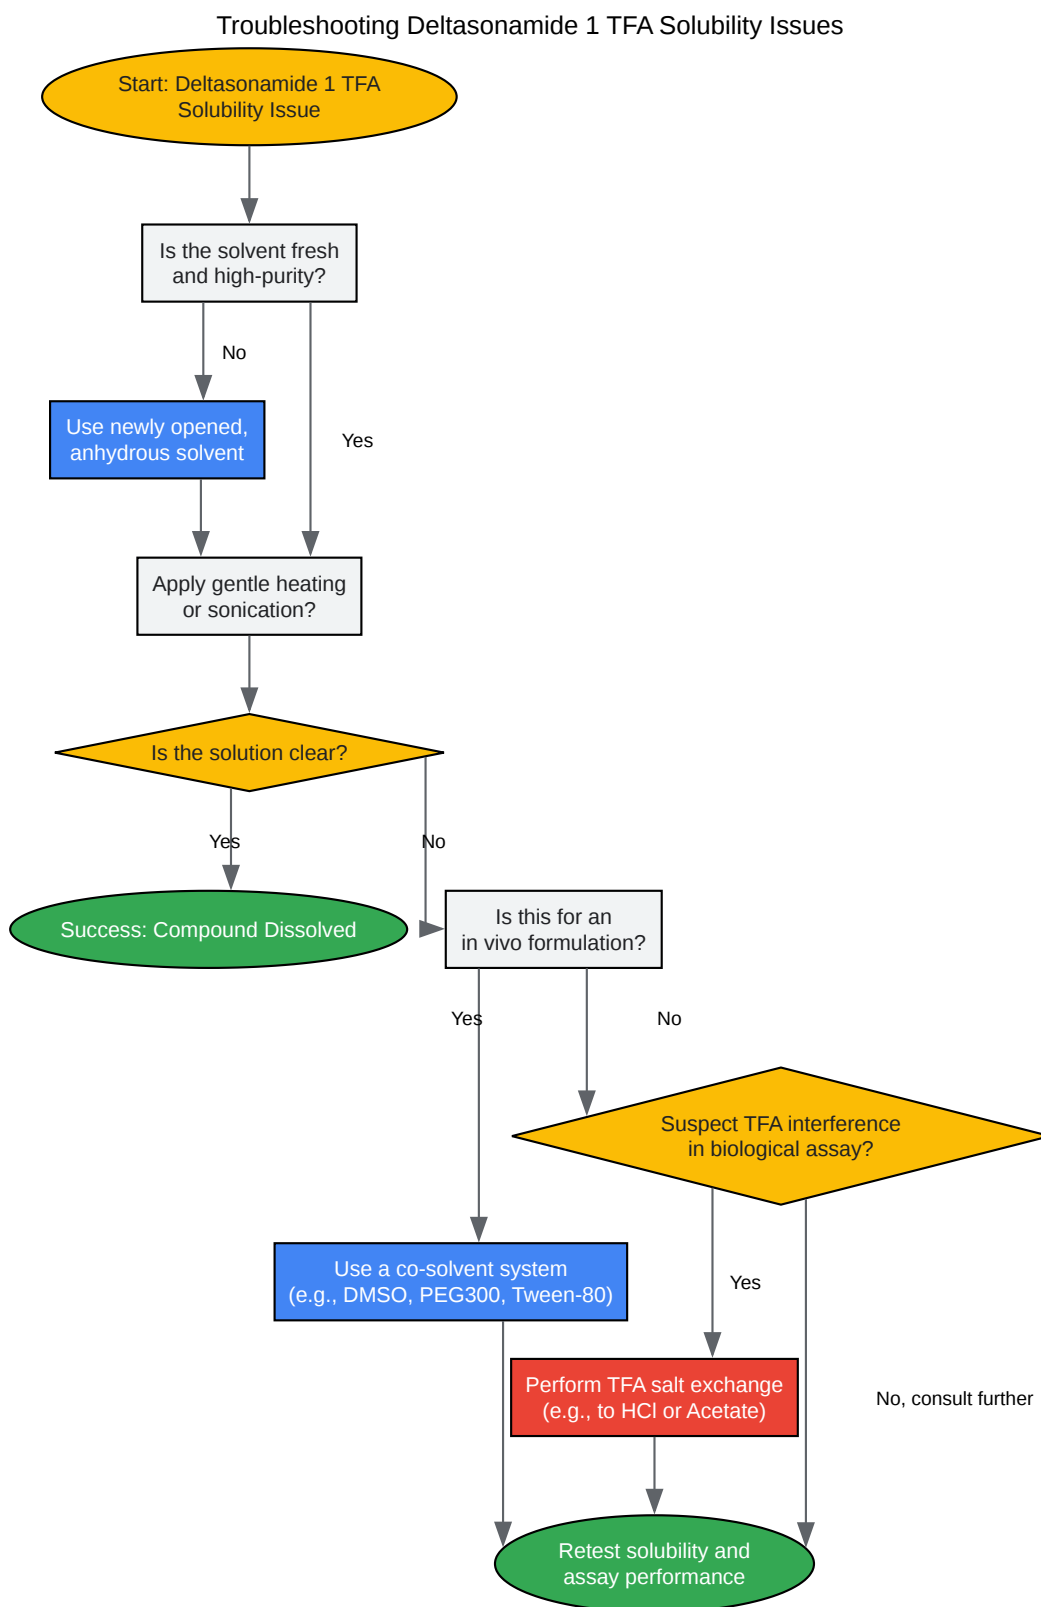 Troubleshooting Deltasonamide 1 TFA Solubility Issues
Start: Deltasonamide 1 TFA
Solubility Issue
Is the solvent fresh
and high-purity?
No
Use newly opened,
anhydrous solvent
Yes
Apply gentle heating
or sonication?
Is the solution clear?
Yes
No
Success: Compound Dissolved
Is this for an
in vivo formulation?
Yes
No
Suspect TFA interference
in biological assay?
Use a co-solvent system
(e.g., DMSO, PEG300, Tween-80)
Yes
Perform TFA salt exchange
(e.g., to HCl or Acetate)
No, consult further
Retest solubility and
assay performance